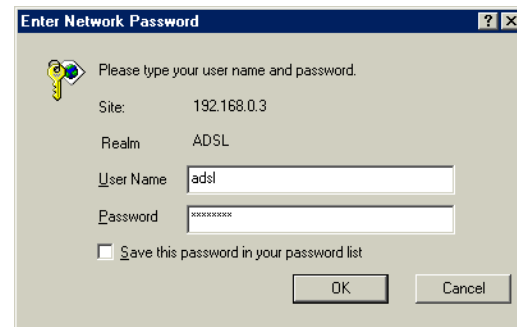 Enter Network Password
Please type your user name and password.
Site: 192.168.0.3
Realm ADSL
User Name adsl
Password ××××××××
Save this password in your password list
OK Cancel